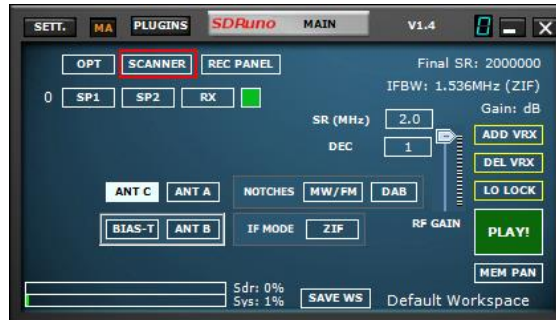 SETT. MA PLUGINS SDRuno MAIN V1.4 0
OPT SCANNER REC PANEL Final SR: 2000000
IFBW: 1.536MHz (ZIF)
0 SP1 SP2 RX Gain: dB
SR (MHz) 2.0 ADD VRX
DEC 1 DEL VRX
ANT C ANT A NOTCHES MW/FM DAB LO LOCK
BIAS-T ANT B IF MODE ZIF RF GAIN PLAY!
MEM PAN
Sdr: 0%
Sys: 1% SAVE WS Default Workspace